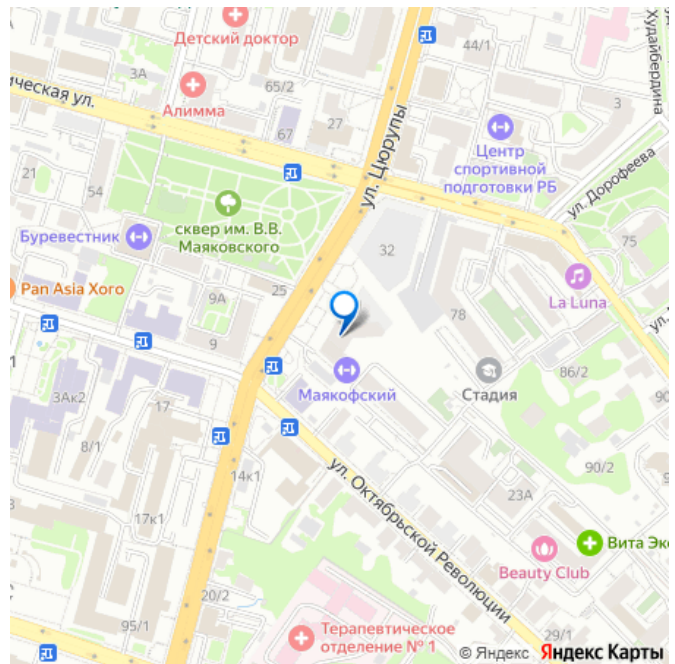 Детский доктор
44/1
Худайбердина
3А
ическая ул.
65/2
Алимма
3
67
27
ул. Цюрупы
Центр
спортивной
подготовки РБ
ул. Дорофеева
21
54
сквер им. В.В.
Маяковского
Буревестник
32
75
Pan Asia Хоро
9А
25
La Luna
78
ул.
9
1
Маякофский
Стадия
86/2
3Ак2
17
90
8/1
14к1
90/2
ул. Октябрьской Революции
23А
17к1
Вита Эк
Beauty Club
20/2
95/1
Терапевтическое
отделение № 1
29/1
© Яндекс Яндекс Карты